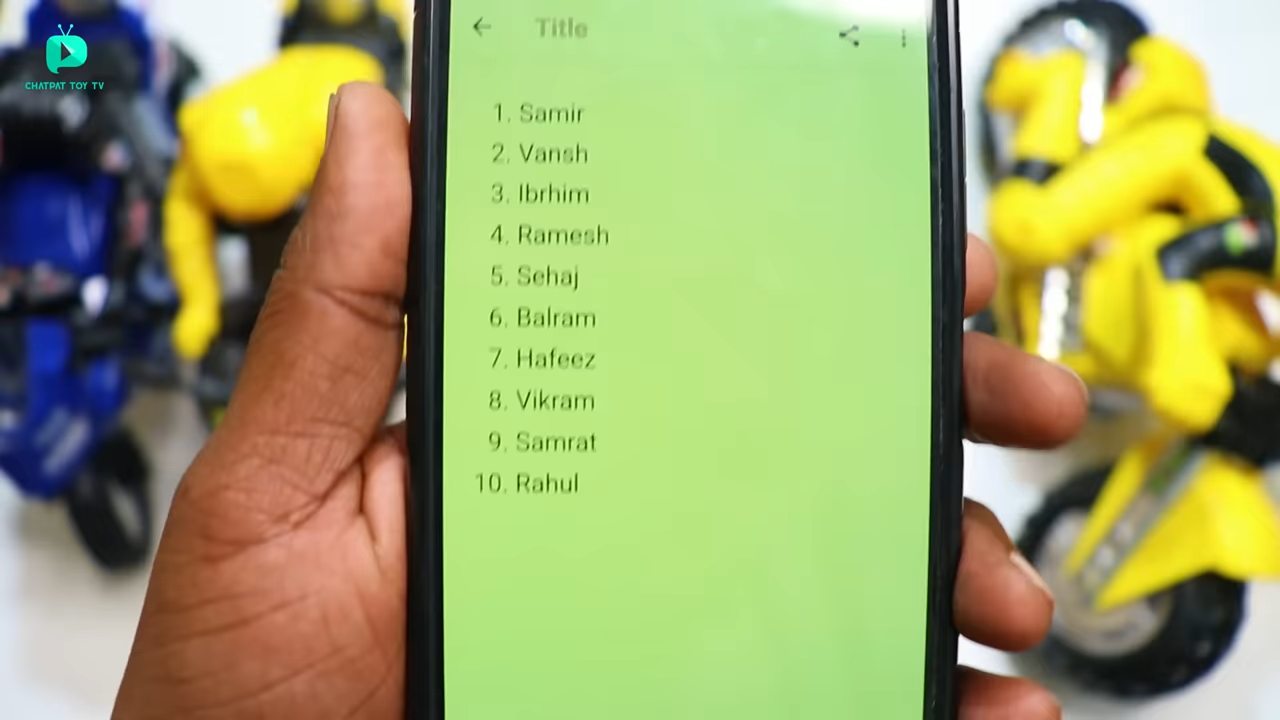 CHATPAT TOY TV
Title
1. Samir
2. Vansh
3. Ibrhim
4. Ramesh
5. Sehaj
6. Balram
7. Hafeez
8. Vikram
9. Samrat
10. Rahul